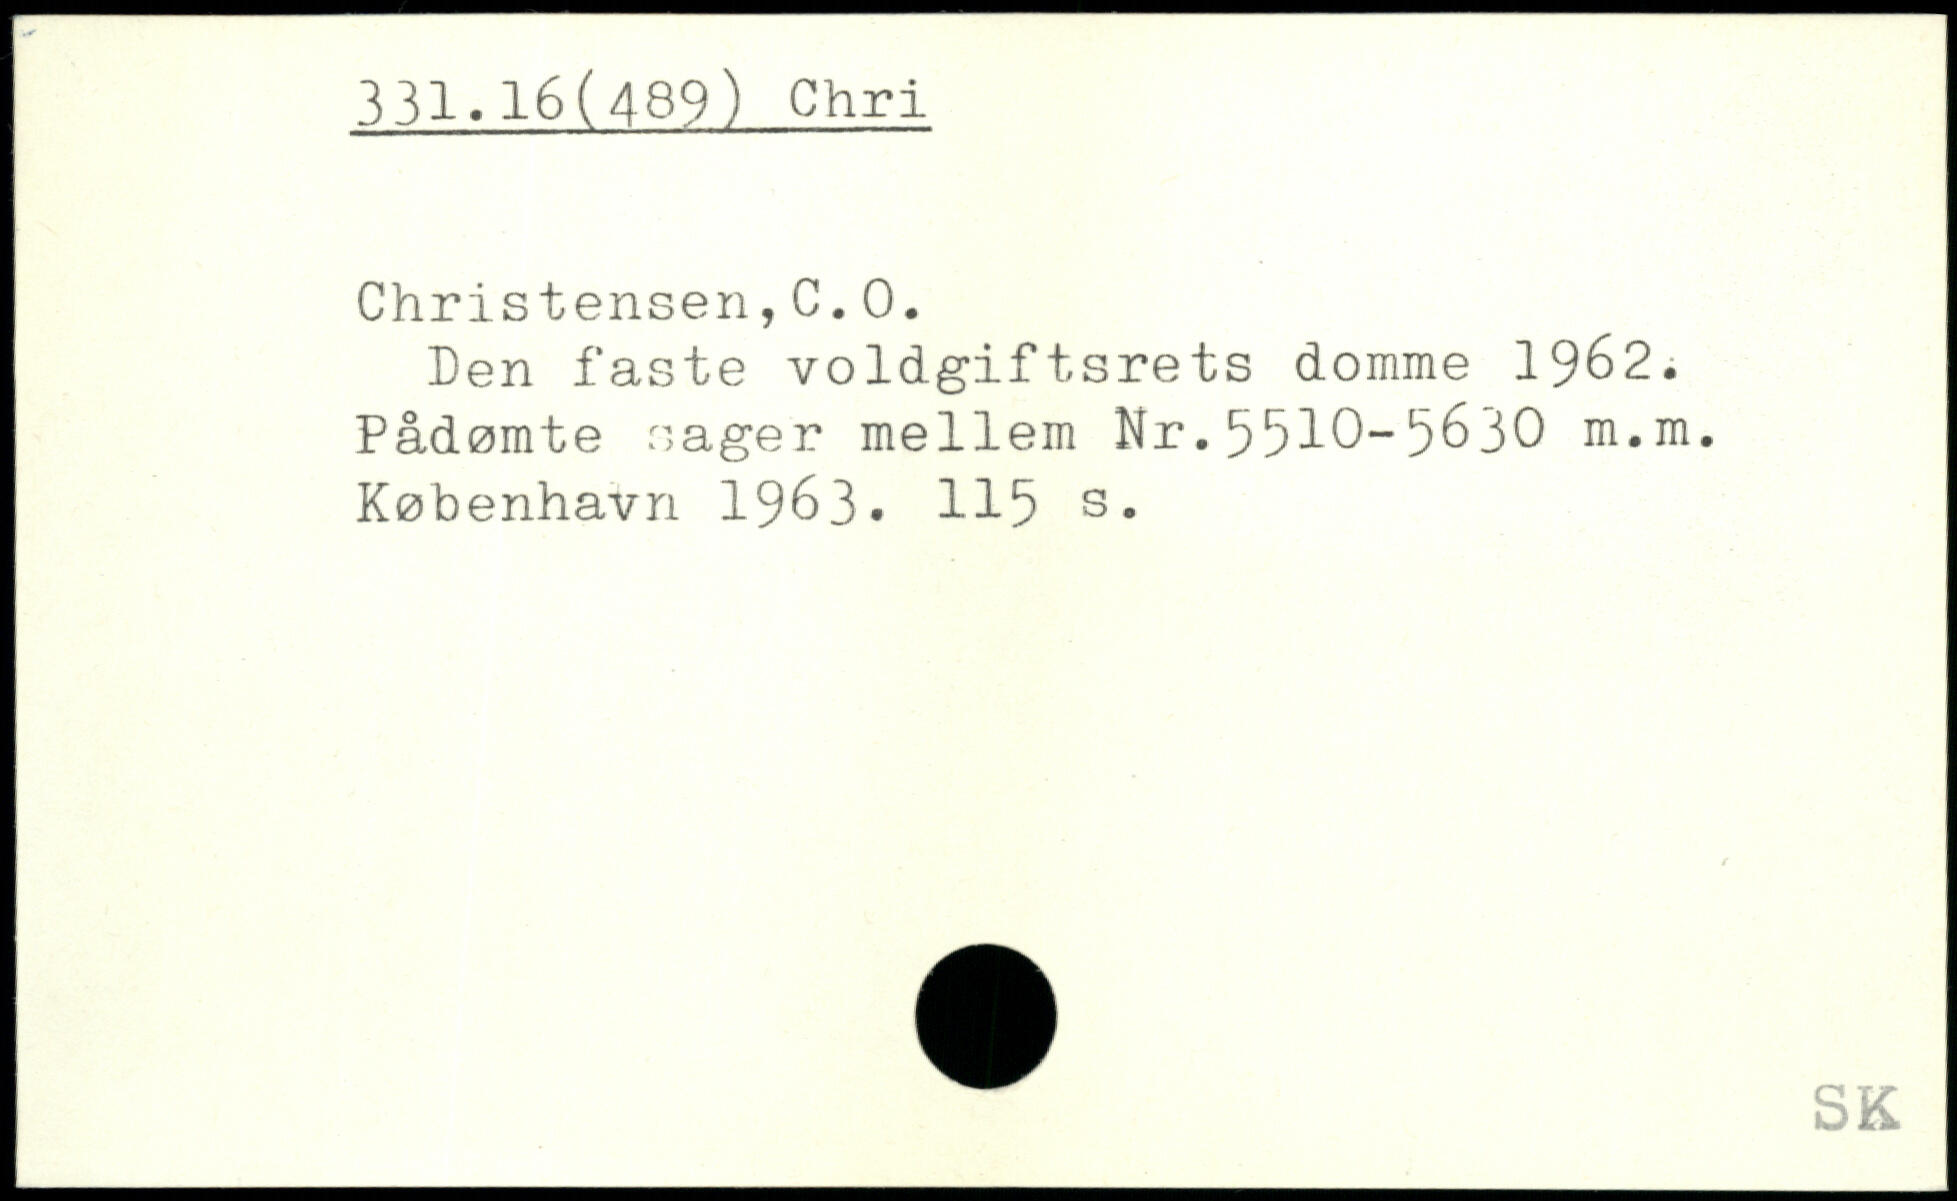 331.16(489) Chri
Christensen,C.O.
Den faste voldgiftsrets domme 1962.
Pådømte sager mellem Nr.5510-5630 m.m.
København 1963. 115 s.
SK